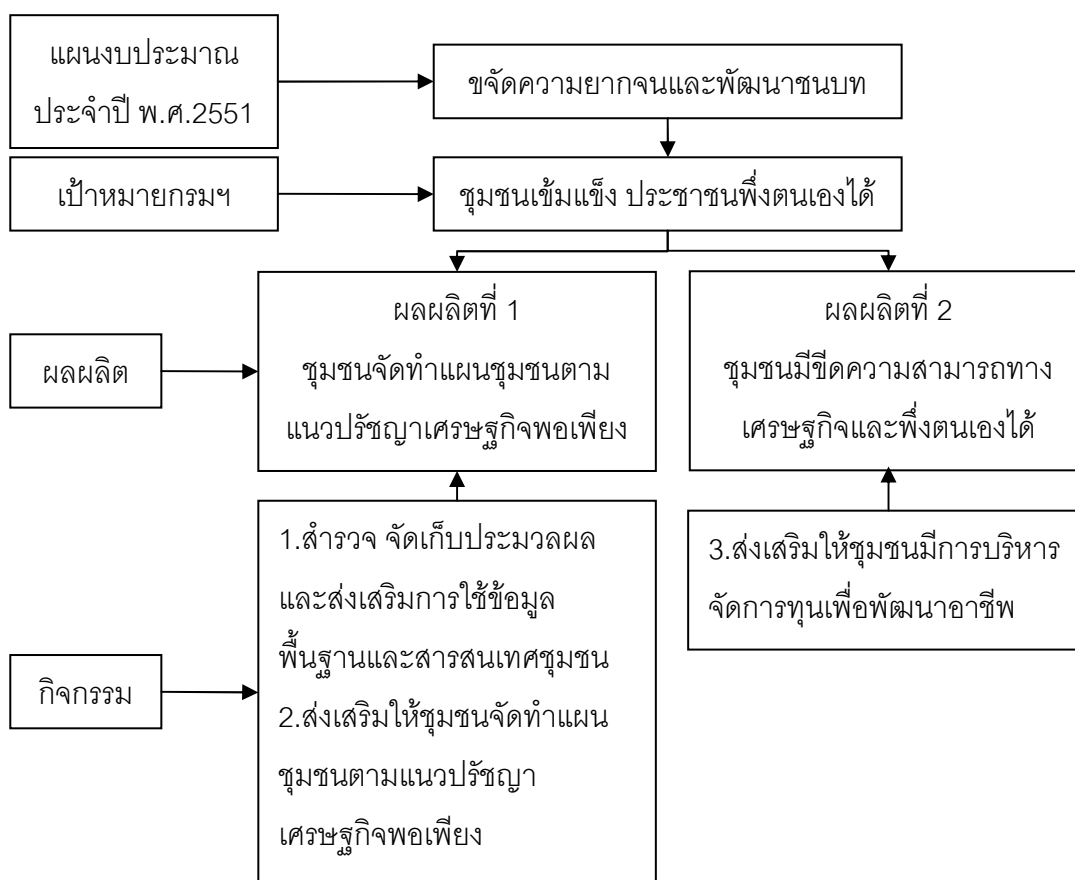 แผนงบประมาณ
ประจำปี พ.ศ.2551
ขจัดความยากจนและพัฒนาชนบท
เป้าหมายกรมฯ
ชุมชนเข้มแข็ง ประชาชนพึ่งตนเองได้
ผลผลิต
ผลผลิตที่ 1
ชุมชนจัดทำแผนชุมชนตาม
แนวปรัชญาเศรษฐกิจพอเพียง
ผลผลิตที่ 2
ชุมชนมีขีดความสามารถทาง
เศรษฐกิจและพึ่งตนเองได้
กิจกรรม
1.สำรวจ จัดเก็บประมวลผล
และส่งเสริมการใช้ข้อมูล
พื้นฐานและสารสนเทศชุมชน
2.ส่งเสริมให้ชุมชนจัดทำแผน
ชุมชนตามแนวปรัชญา
เศรษฐกิจพอเพียง
3.ส่งเสริมให้ชุมชนมีการบริหาร
จัดการทุนเพื่อพัฒนาอาชีพ